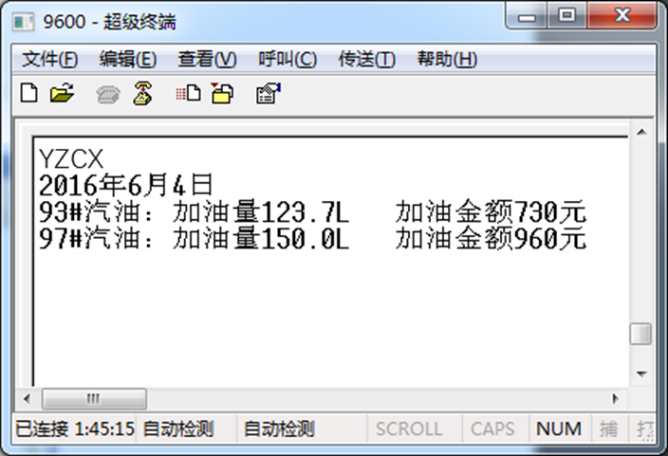 9600 - 超级终端
文件(F) 编辑(E) 查看(V) 呼叫(C) 传送(T) 帮助(H)
YZCX
2016年6月4日
93#汽油：加油量123.7L 加油金额730元
97#汽油：加油量150.0L 加油金额960元
已连接 1:45:15 自动检测 自动检测 SCROLL CAPS NUM 捕 打